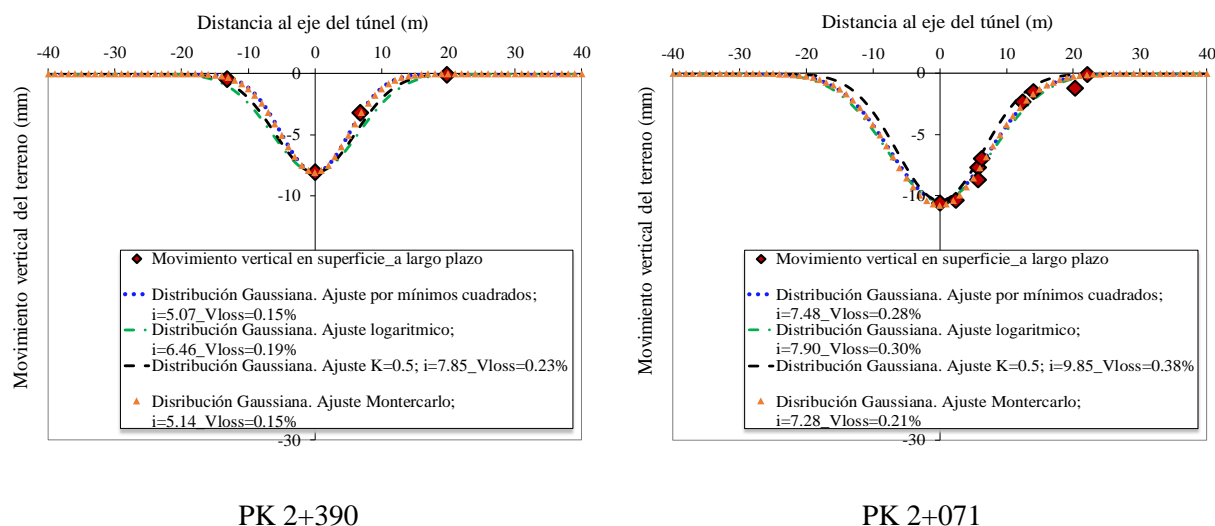 Distancia al eje del túnel (m)
-40 -30 -20 -10 0 10 20 30 40
0
-5
-10
-30
Movimiento vertical del terreno (mm)
Movimiento vertical en superficie_a largo plazo
Distribución Gaussiana. Ajuste por mínimos cuadrados;
i=5.07_Vloss=0.15%
Distribución Gaussiana. Ajuste logaritmico;
i=6.46_Vloss=0.19%
Distribución Gaussiana. Ajuste K=0.5; i=7.85_Vloss=0.23%
Disribución Gaussiana. Ajuste Montercarlo;
i=5.14_Vloss=0.15%
PK 2+390
Distancia al eje del túnel (m)
-40 -30 -20 -10 0 10 20 30 40
0
-5
-10
-30
Movimiento vertical del terreno (mm)
Movimiento vertical en superficie_a largo plazo
Distribución Gaussiana. Ajuste por mínimos cuadrados;
i=7.48_Vloss=0.28%
Distribución Gaussiana. Ajuste logaritmico;
i=7.90_Vloss=0.30%
Distribución Gaussiana. Ajuste K=0.5; i=9.85_Vloss=0.38%
Disribución Gaussiana. Ajuste Montercarlo;
i=7.28_Vloss=0.21%
PK 2+071